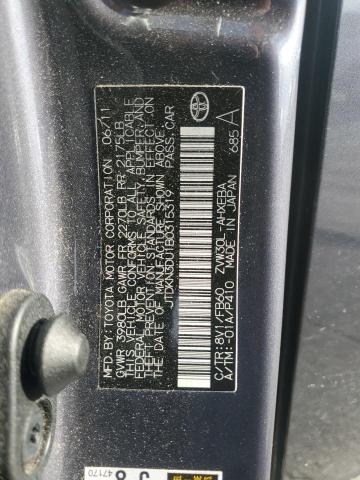 MFD.BY:TOYOTA MOTOR CORPORATION 06/11
GVWR 3980LB GAWR FR 2270LB RR 2175LB
THIS VEHICLE CONFORMS TO ALL APPLICABLE
FEDERAL MOTOR VEHICLE SAFETY, BUMPER, AND
THEFT PREVENTION STANDARDS IN EFFECT ON
THE DATE OF MANUFACTURE SHOWN ABOVE.
JTDKN3DU1B0315319 PASS.CAR
C/TR:8V1/FB60 ZVW30L-AHXEBA
A/TM:-01A/P410 MADE IN JAPAN
685 A
J8
47170